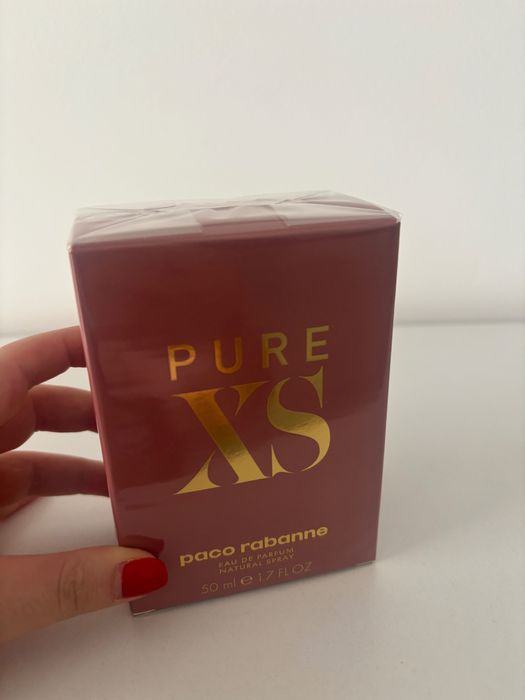 PURE
XS
paco rabanne
EAU DE PARFUM
NATURAL SPRAY
50 ml ℮ 1.7 FL OZ